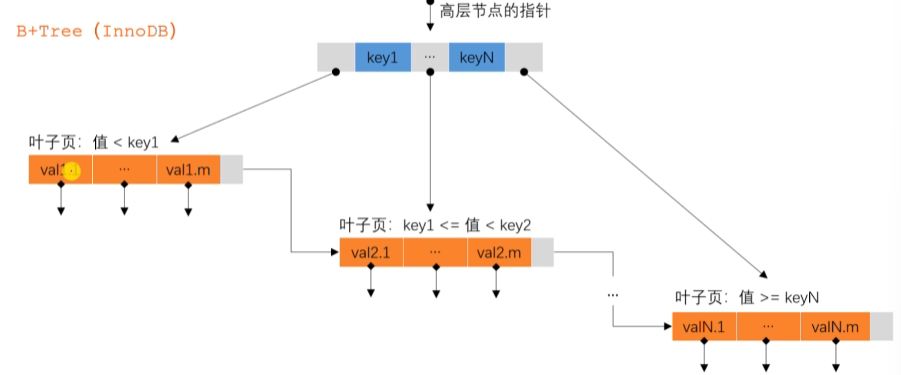 高层节点的指针
B+Tree (InnoDB)
key1 … keyN
叶子页：值 < key1
… val1.m
叶子页：key1 <= 值 < key2
val2.1 … val2.m
…
叶子页：值 >= keyN
valN.1 … valN.m